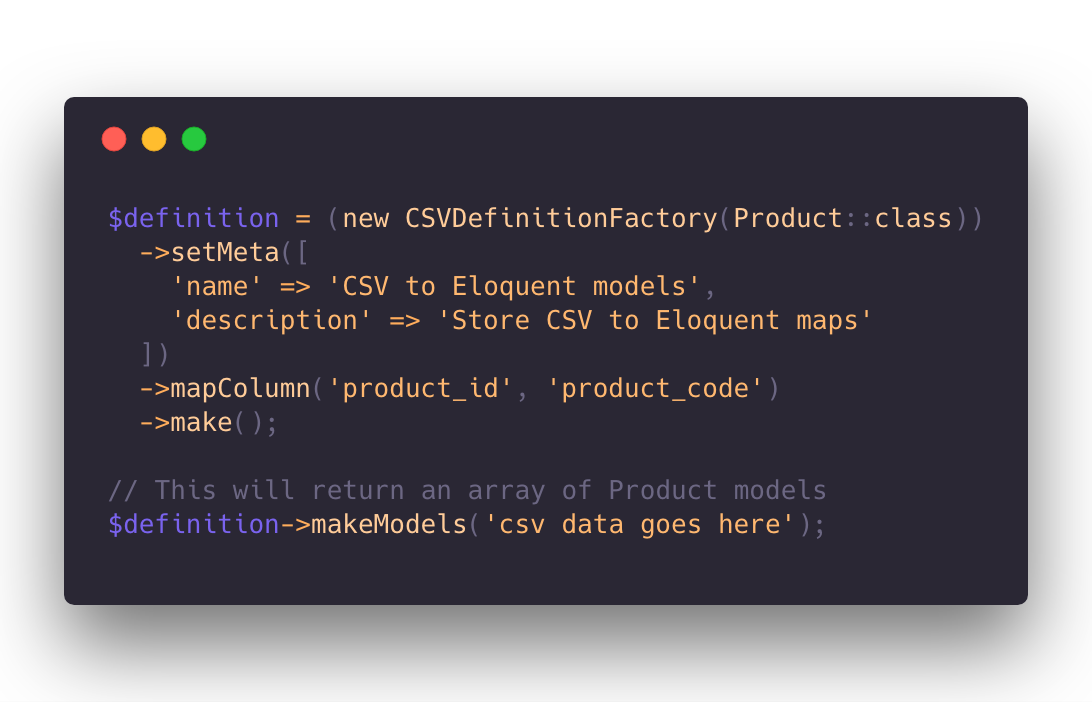 $definition = (new CSVDefinitionFactory(Product::class))
  ->setMeta([
    'name' => 'CSV to Eloquent models',
    'description' => 'Store CSV to Eloquent maps'
  ])
  ->mapColumn('product_id', 'product_code')
  ->make();

// This will return an array of Product models
$definition->makeModels('csv data goes here');